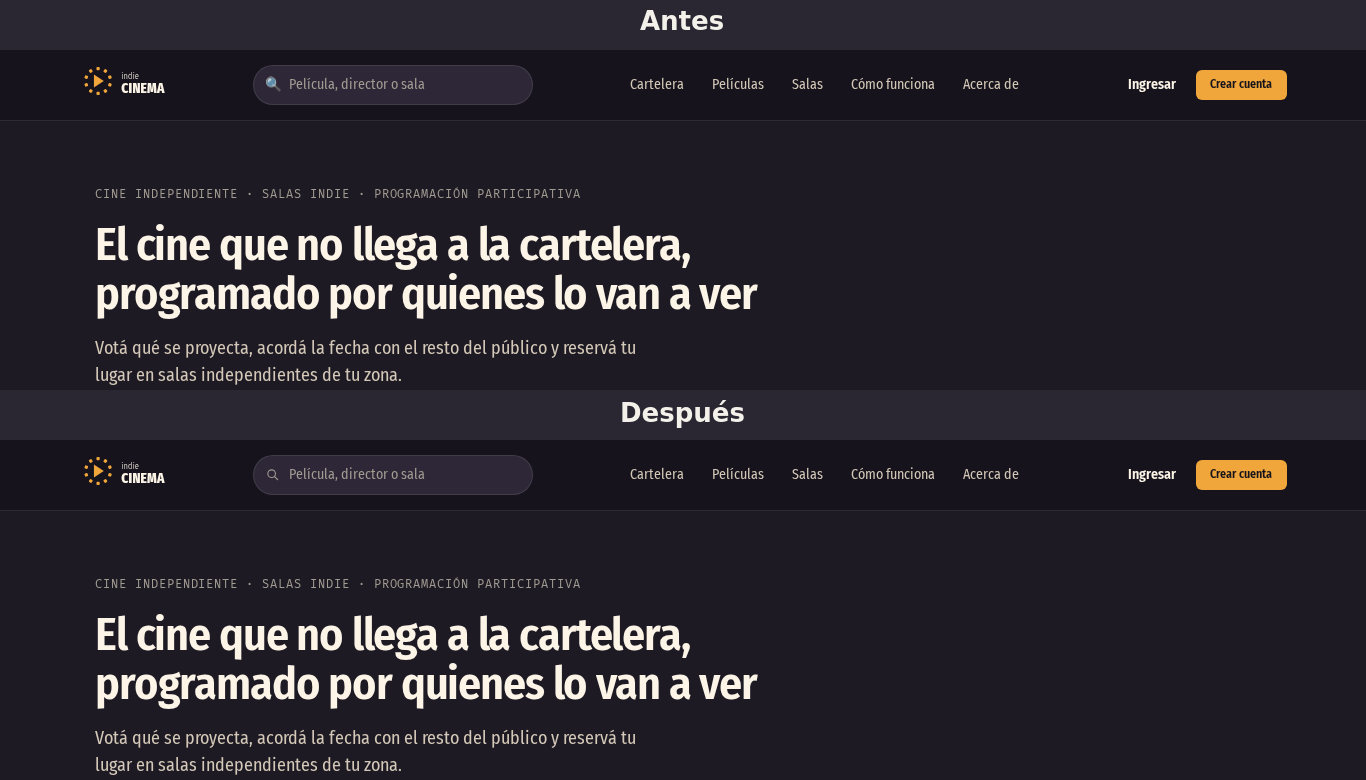 Antes
indie
CINEMA
Película, director o sala
Cartelera
Películas
Salas
Cómo funciona
Acerca de
Ingresar
Crear cuenta
CINE INDEPENDIENTE · SALAS INDIE · PROGRAMACIÓN PARTICIPATIVA
El cine que no llega a la cartelera,
programado por quienes lo van a ver
Votá qué se proyecta, acordá la fecha con el resto del público y reservá tu
lugar en salas independientes de tu zona.
Después
indie
CINEMA
Película, director o sala
Cartelera
Películas
Salas
Cómo funciona
Acerca de
Ingresar
Crear cuenta
CINE INDEPENDIENTE · SALAS INDIE · PROGRAMACIÓN PARTICIPATIVA
El cine que no llega a la cartelera,
programado por quienes lo van a ver
Votá qué se proyecta, acordá la fecha con el resto del público y reservá tu
lugar en salas independientes de tu zona.